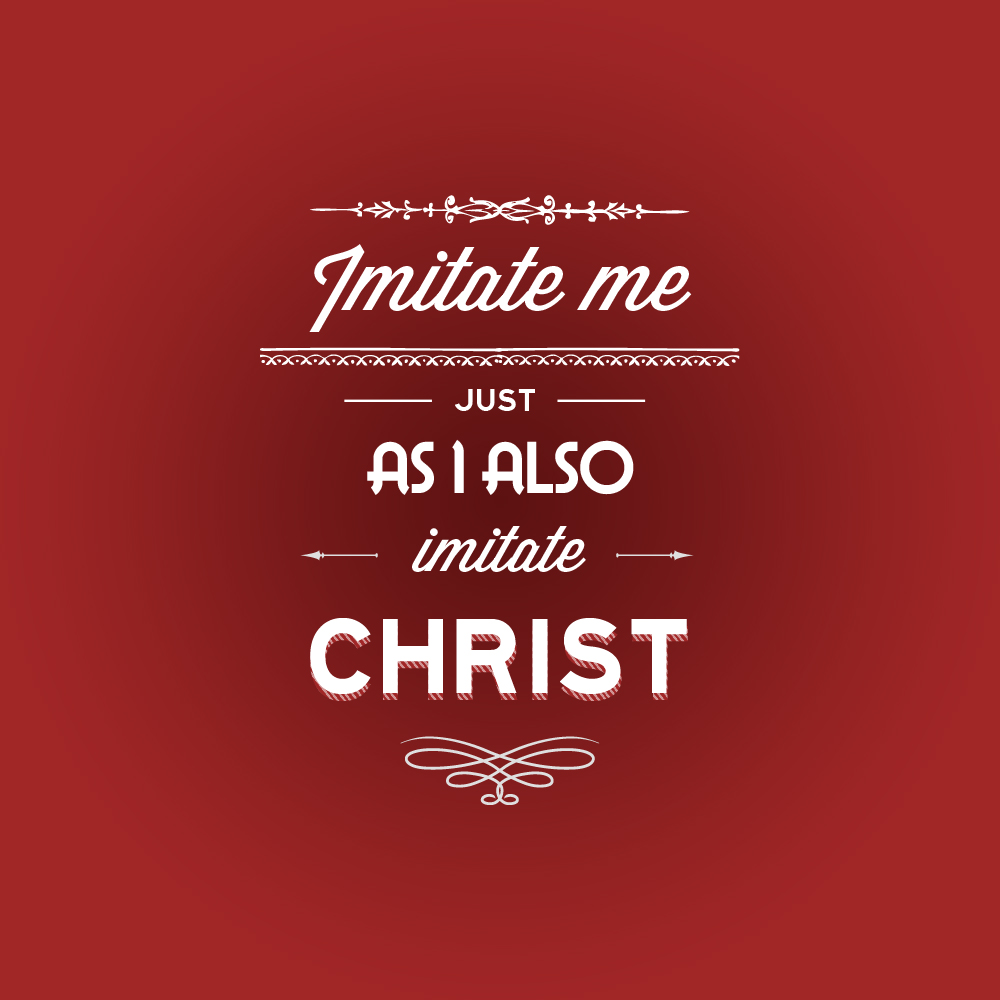 Imitate me
JUST
AS I ALSO
imitate
CHRIST